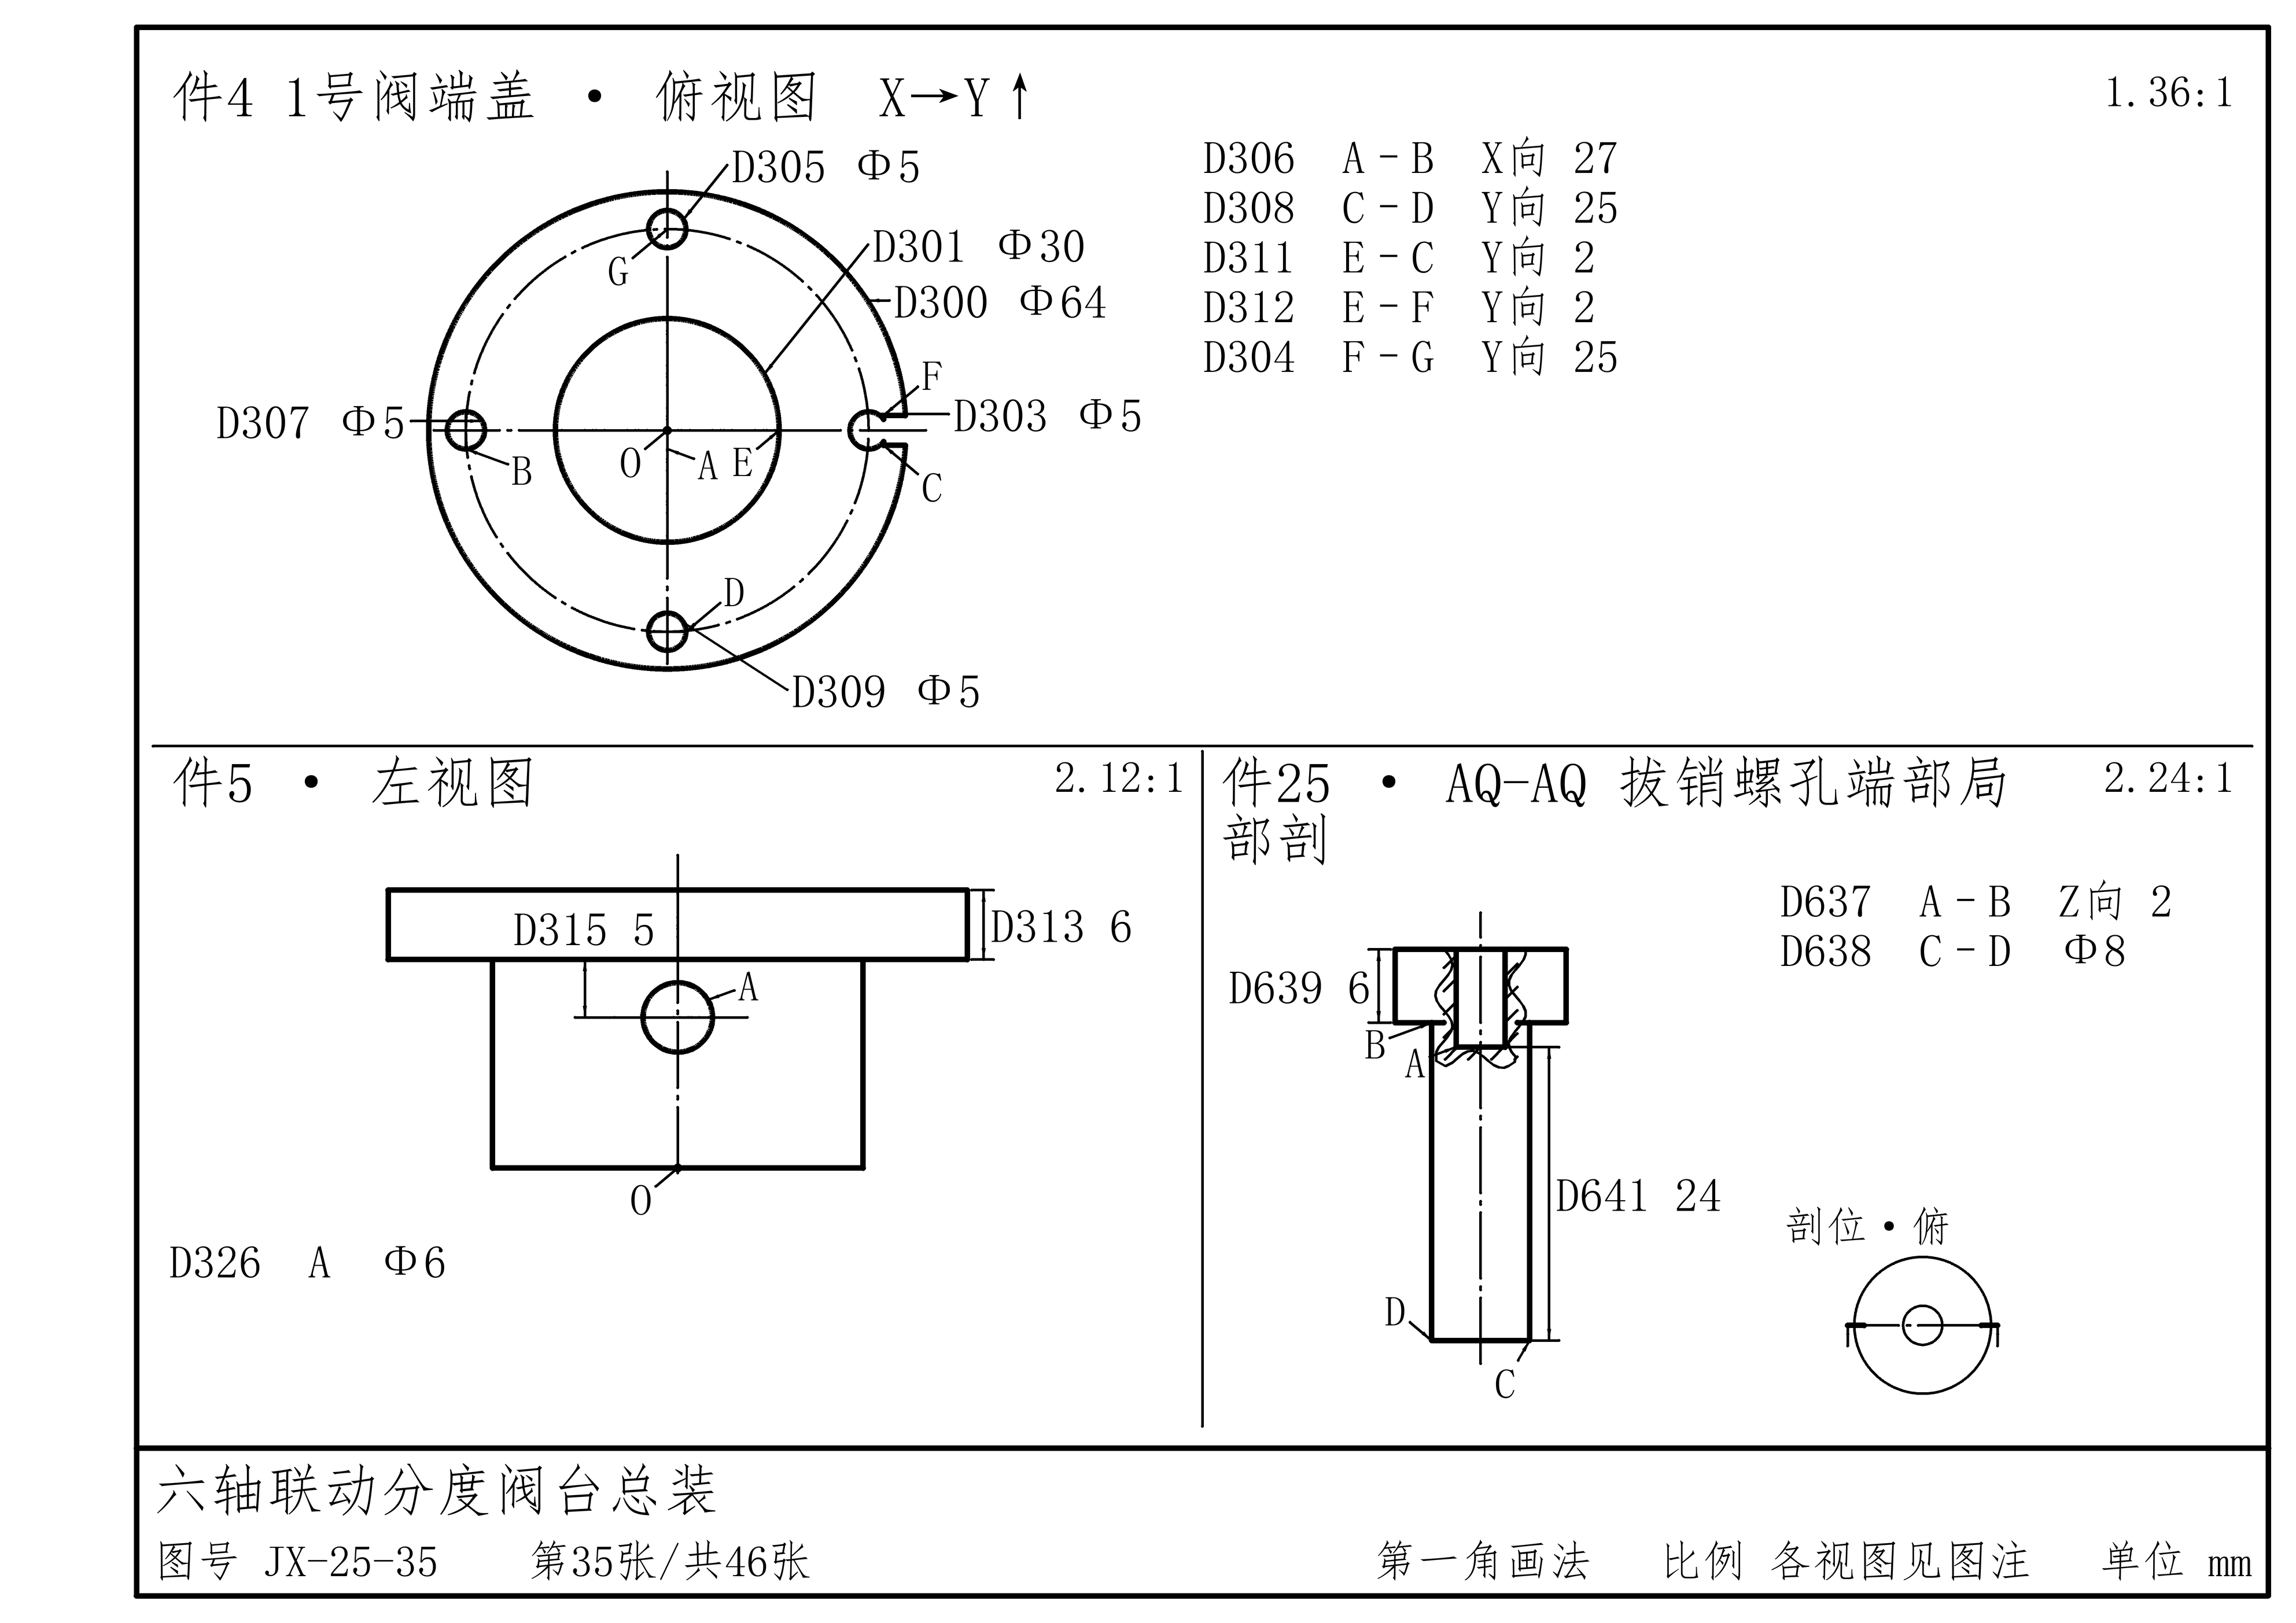 件4 1号阀端盖 · 俯视图 X→Y↑
1.36:1
D305 Φ5
D301 Φ30
D300 Φ64
G
F
D307 Φ5
D303 Φ5
B
O
A
E
C
D
D309 Φ5
D306 A-B X向 27
D308 C-D Y向 25
D311 E-C Y向 2
D312 E-F Y向 2
D304 F-G Y向 25
件5 · 左视图
2.12:1
D315 5
D313 6
A
O
D326 A Φ6
件25 · AQ-AQ 拔销螺孔端部局
部剖
2.24:1
D637 A-B Z向 2
D638 C-D Φ8
D639 6
B
A
D641 24
D
C
剖位·俯
六轴联动分度阀台总装
图号 JX-25-35 第35张/共46张
第一角画法 比例 各视图见图注 单位 mm